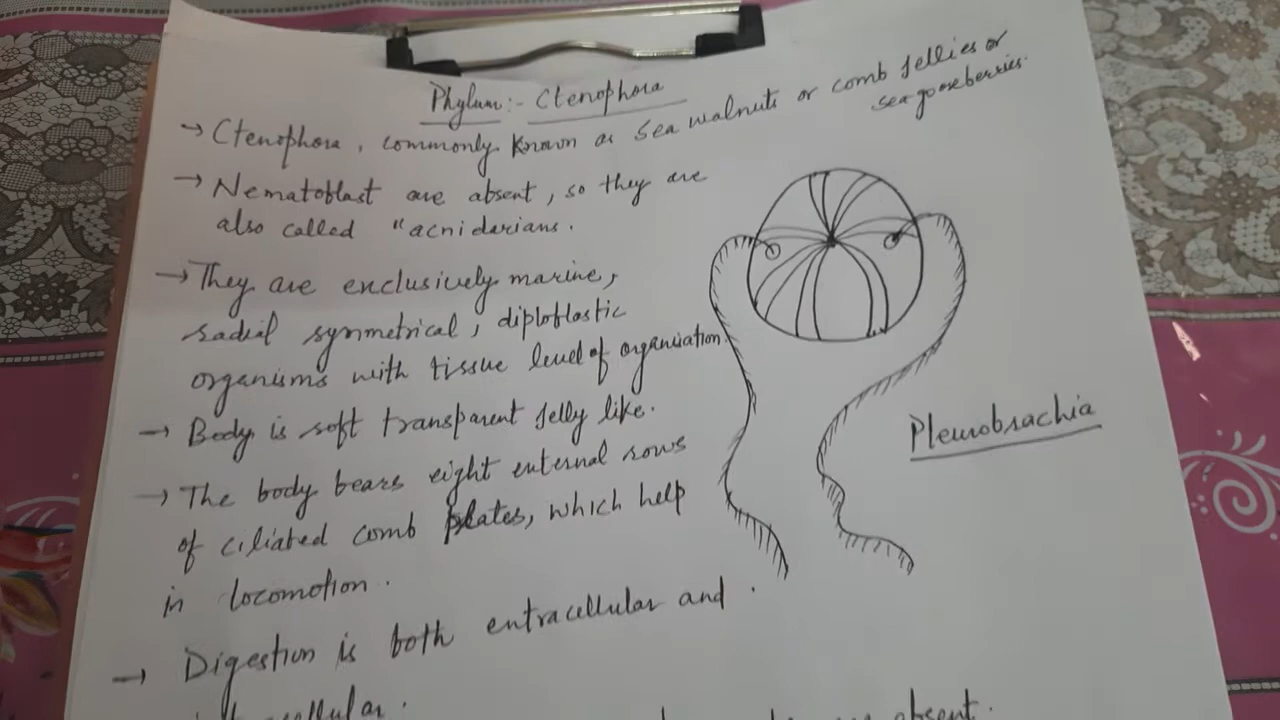 Phylum:- Ctenophora
→ Ctenophora, commonly known as sea walnuts or comb Jellies or
sea gooseberries.
→ Nematoblast are absent, so they are
also called "acnidarians.
→ They are exclusively marine,
radial symmetrical, diploblastic
organisms with tissue level of organisation.
→ Body is soft transparent Jelly like.
→ The body bears eight external rows
of ciliated comb plates, which help
in locomotion.
→ Digestion is both extracellular and
absent.
Pleurobrachia